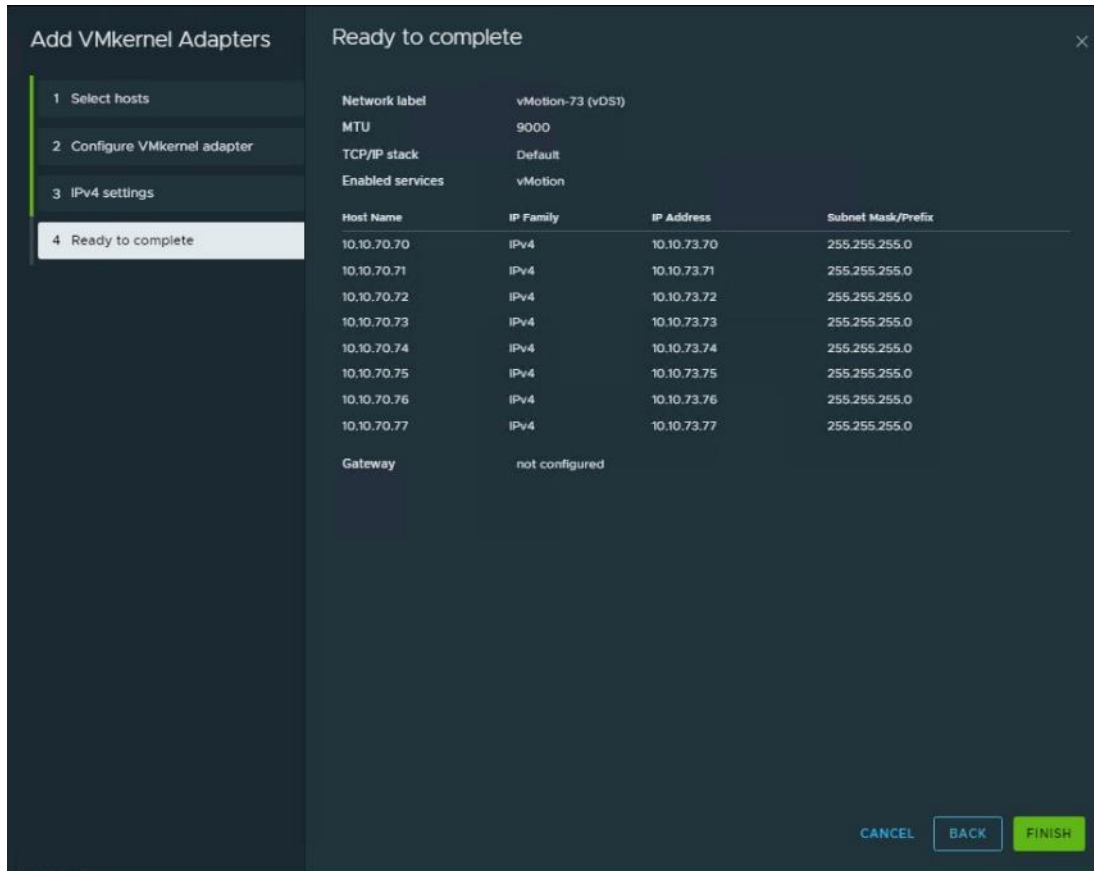 Add VMkernel Adapters
1 Select hosts
2 Configure VMkernel adapter
3 IPv4 settings
4 Ready to complete
Ready to complete
Network label vMotion-73 (vDS1)
MTU 9000
TCP/IP stack Default
Enabled services vMotion
Host Name IP Family IP Address Subnet Mask/Prefix
10.10.70.70 IPv4 10.10.73.70 255.255.255.0
10.10.70.71 IPv4 10.10.73.71 255.255.255.0
10.10.70.72 IPv4 10.10.73.72 255.255.255.0
10.10.70.73 IPv4 10.10.73.73 255.255.255.0
10.10.70.74 IPv4 10.10.73.74 255.255.255.0
10.10.70.75 IPv4 10.10.73.75 255.255.255.0
10.10.70.76 IPv4 10.10.73.76 255.255.255.0
10.10.70.77 IPv4 10.10.73.77 255.255.255.0
Gateway not configured
CANCEL BACK FINISH